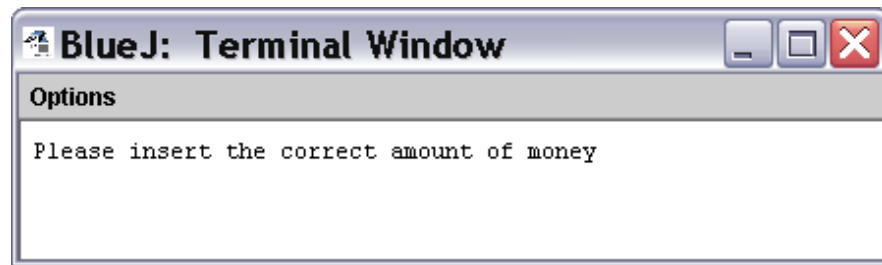 BlueJ: Terminal Window
Options
Please insert the correct amount of money